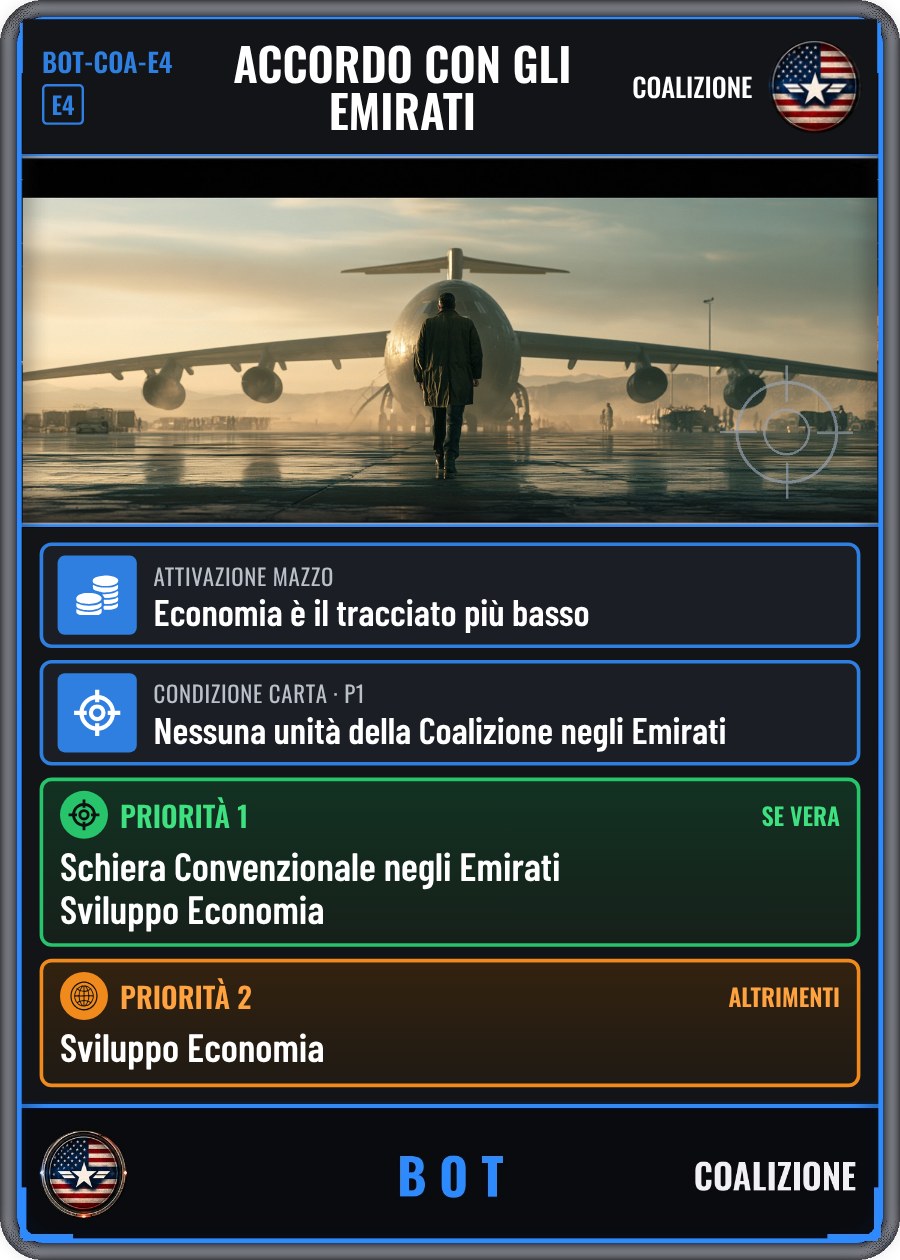 BOT-COA-E4
E4
ACCORDO CON GLI
EMIRATI
COALIZIONE
ATTIVAZIONE MAZZO
Economia è il tracciato più basso
CONDIZIONE CARTA · P1
Nessuna unità della Coalizione negli Emirati
PRIORITÀ 1
SE VERA
Schiera Convenzionale negli Emirati
Sviluppo Economia
PRIORITÀ 2
ALTRIMENTI
Sviluppo Economia
BOT
COALIZIONE